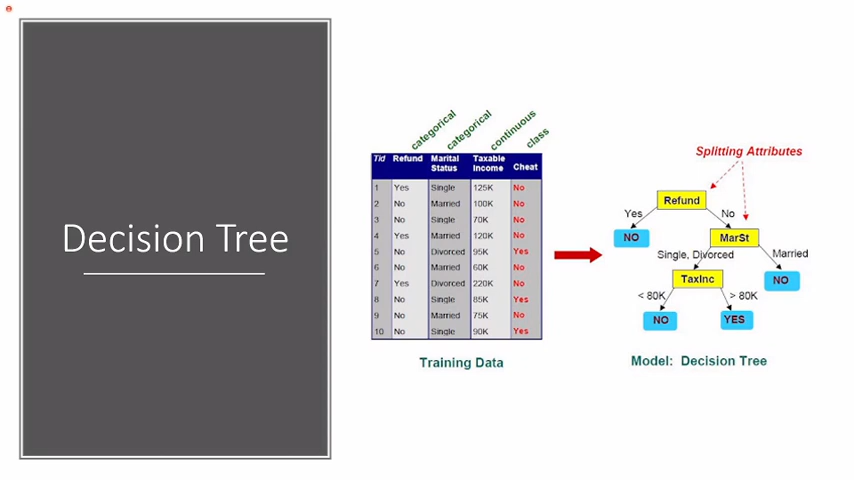 Decision Tree
categorical
categorical
continuous
class
Tid Refund Marital Status Taxable Income Cheat
1 Yes Single 125K No
2 No Married 100K No
3 No Single 70K No
4 Yes Married 120K No
5 No Divorced 95K Yes
6 No Married 60K No
7 Yes Divorced 220K No
8 No Single 85K Yes
9 No Married 75K No
10 No Single 90K Yes
Training Data
Splitting Attributes
Refund
Yes No
NO MarSt
Single, Divorced Married
TaxInc NO
< 80K > 80K
NO YES
Model: Decision Tree